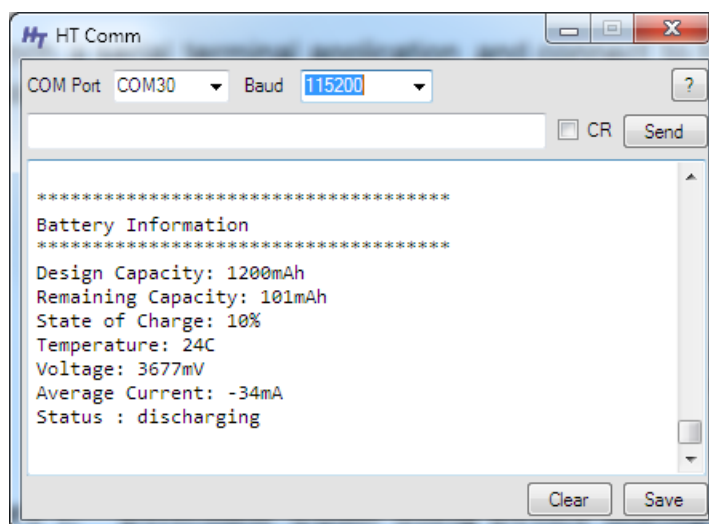 HT HT Comm
COM Port COM30 Baud 115200 ?
CR Send
*************************************
Battery Information
*************************************
Design Capacity: 1200mAh
Remaining Capacity: 101mAh
State of Charge: 10%
Temperature: 24C
Voltage: 3677mV
Average Current: -34mA
Status : discharging
Clear Save